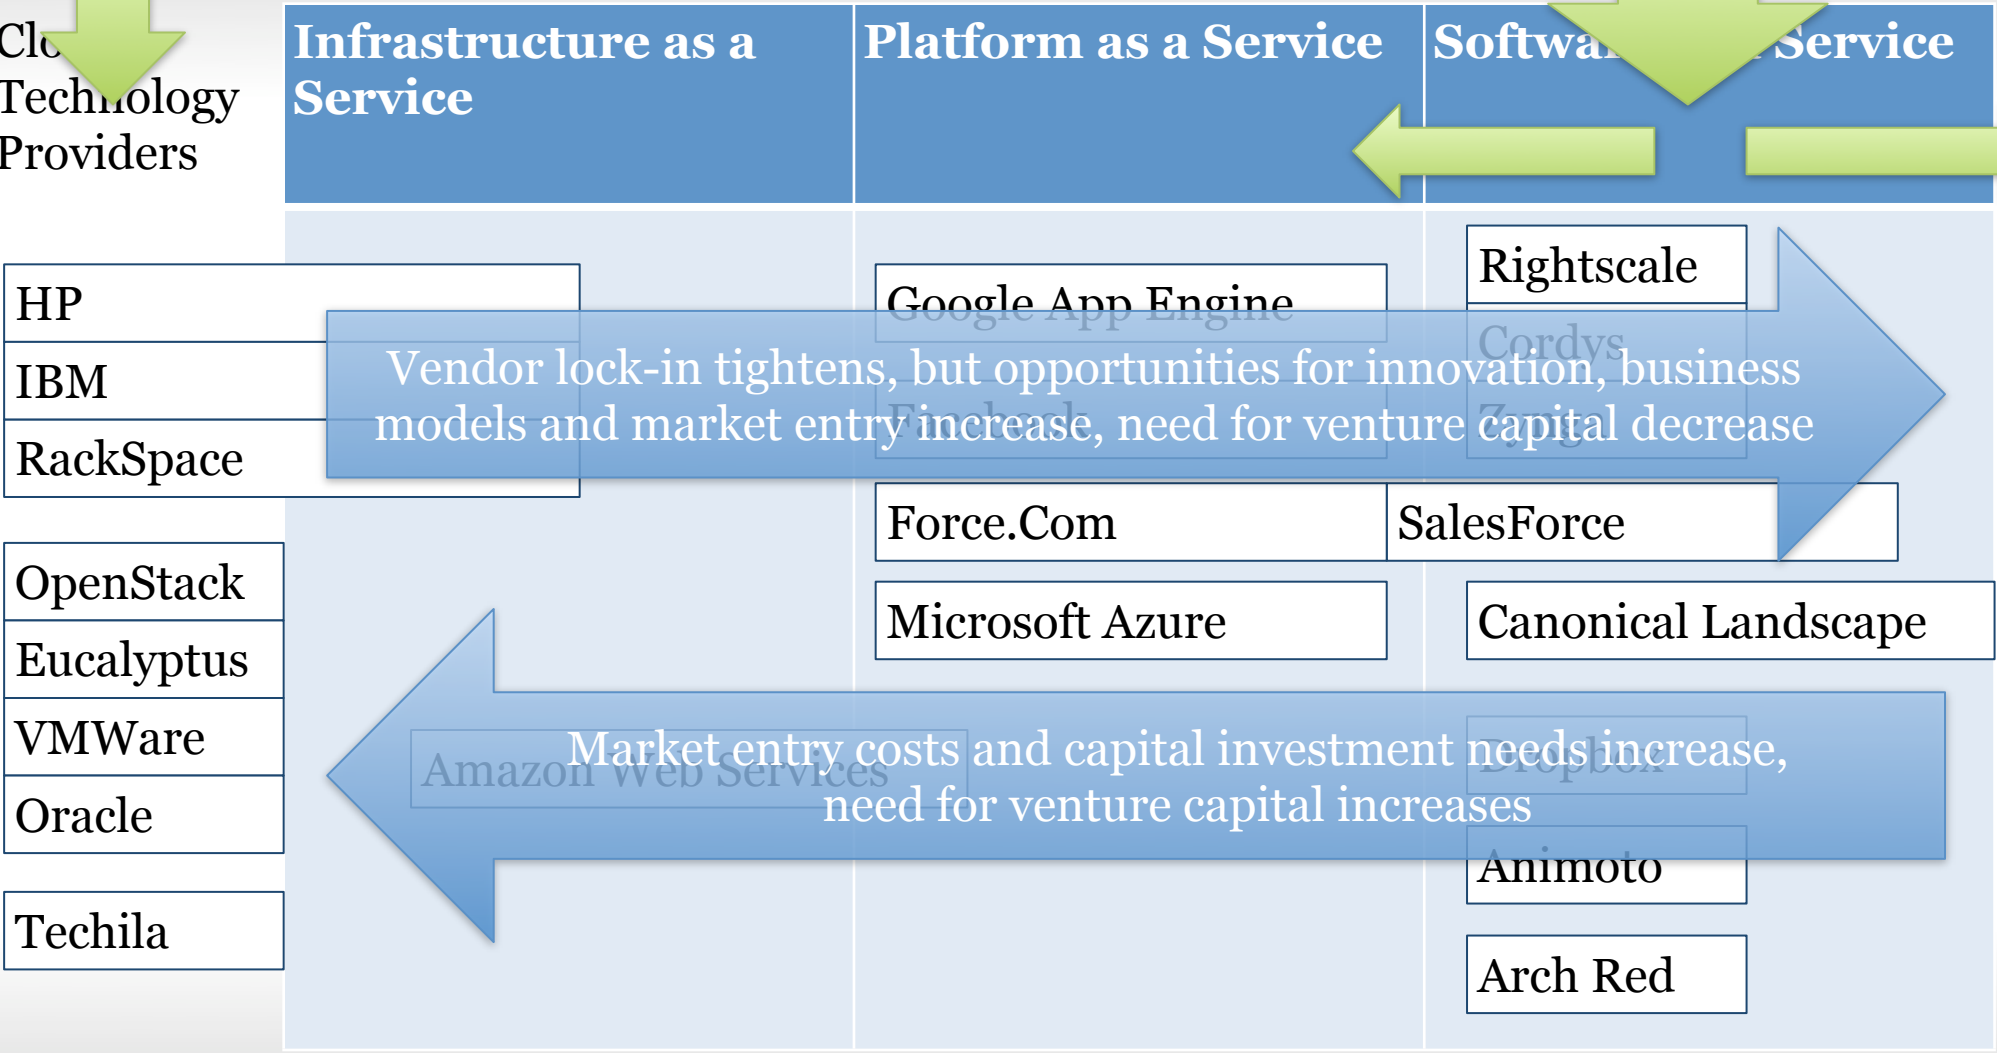 Technology
Providers
Infrastructure as a
Service
Platform as a Service
Service
HP
IBM
RackSpace
OpenStack
Eucalyptus
VMWare
Oracle
Techila
Google App Engine
Facebook
Force.Com
Microsoft Azure
Amazon Web Services
Rightscale
Cordys
Zynga
SalesForce
Canonical Landscape
Dropbox
Animoto
Arch Red
Vendor lock-in tightens, but opportunities for innovation, business
models and market entry increase, need for venture capital decrease
Market entry costs and capital investment needs increase,
need for venture capital increases